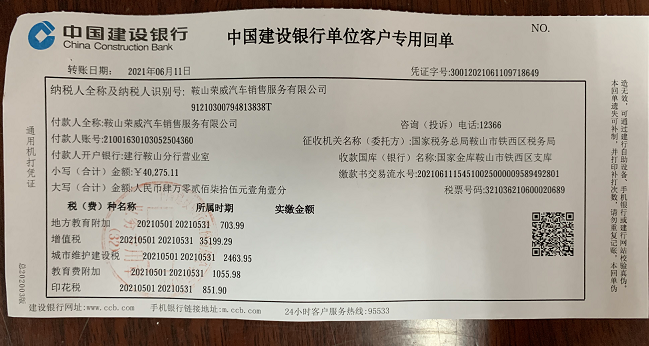 中国建设银行
China Construction Bank
中国建设银行单位客户专用回单
NO.
转账日期： 2021年06月11日
凭证字号:30012021061109718649
纳税人全称及纳税人识别号：鞍山荣威汽车销售服务有限公司
91210300794813838T
付款人全称：鞍山荣威汽车销售服务有限公司
咨询（投诉）电话:12366
付款人账号:21001630103052504360
征收机关名称（委托方）:国家税务总局鞍山市铁西区税务局
付款人开户银行:建行鞍山分行营业室
收款国库（银行）名称:国家金库鞍山市铁西区支库
小写（合计）金额:￥40,275.11
缴款书交易流水号:2021061115451002500000009589492801
大写（合计）金额:人民币肆万零贰佰柒拾伍元壹角壹分
税票号码:321036210600020689
税（费）种名称 所属时期 实缴金额
地方教育附加 20210501 20210531 703.99
增值税 20210501 20210531 35199.29
城市维护建设税 20210501 20210531 2463.95
教育费附加 20210501 20210531 1055.98
印花税 20210501 20210531 851.90
建设银行网址:www.ccb.com 手机银行链接地址:m.ccb.com 24小时客户服务热线:95533
通用机打凭证
总202003版
本回单遗失可补制，并打印补打次数，请勿重复记账，本回单伪
造无效，可通过建行自助设备、手机银行或建行网站校验真伪。